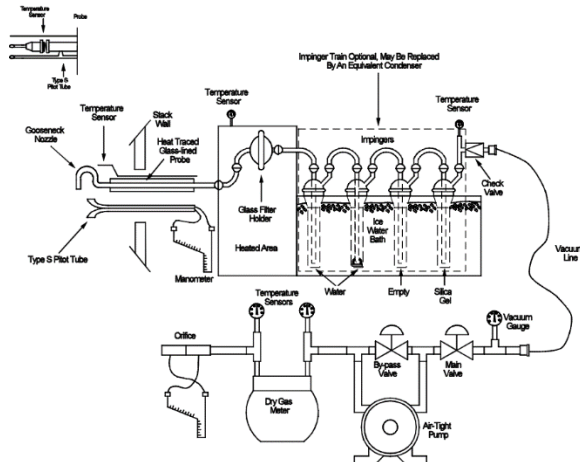 Temperature
Sensor
Probe
Type S
Pitot Tube
Impinger Train Optional, May Be Replaced
By An Equivalent Condenser
Temperature
Sensor
Temperature
Sensor
Temperature
Sensor
Stack
Wall
Gooseneck
Nozzle
Heat Traced
Glass-lined
Probe
Impingers
Check
Valve
Glass Filter
Holder
Ice
Water
Bath
Heated Area
Vacuum
Line
Type S Pitot Tube
Manometer
Water
Empty
Silica
Gel
Temperature
Sensors
Vacuum
Gauge
Orifice
By-pass
Valve
Main
Valve
Dry Gas
Meter
Air-Tight
Pump